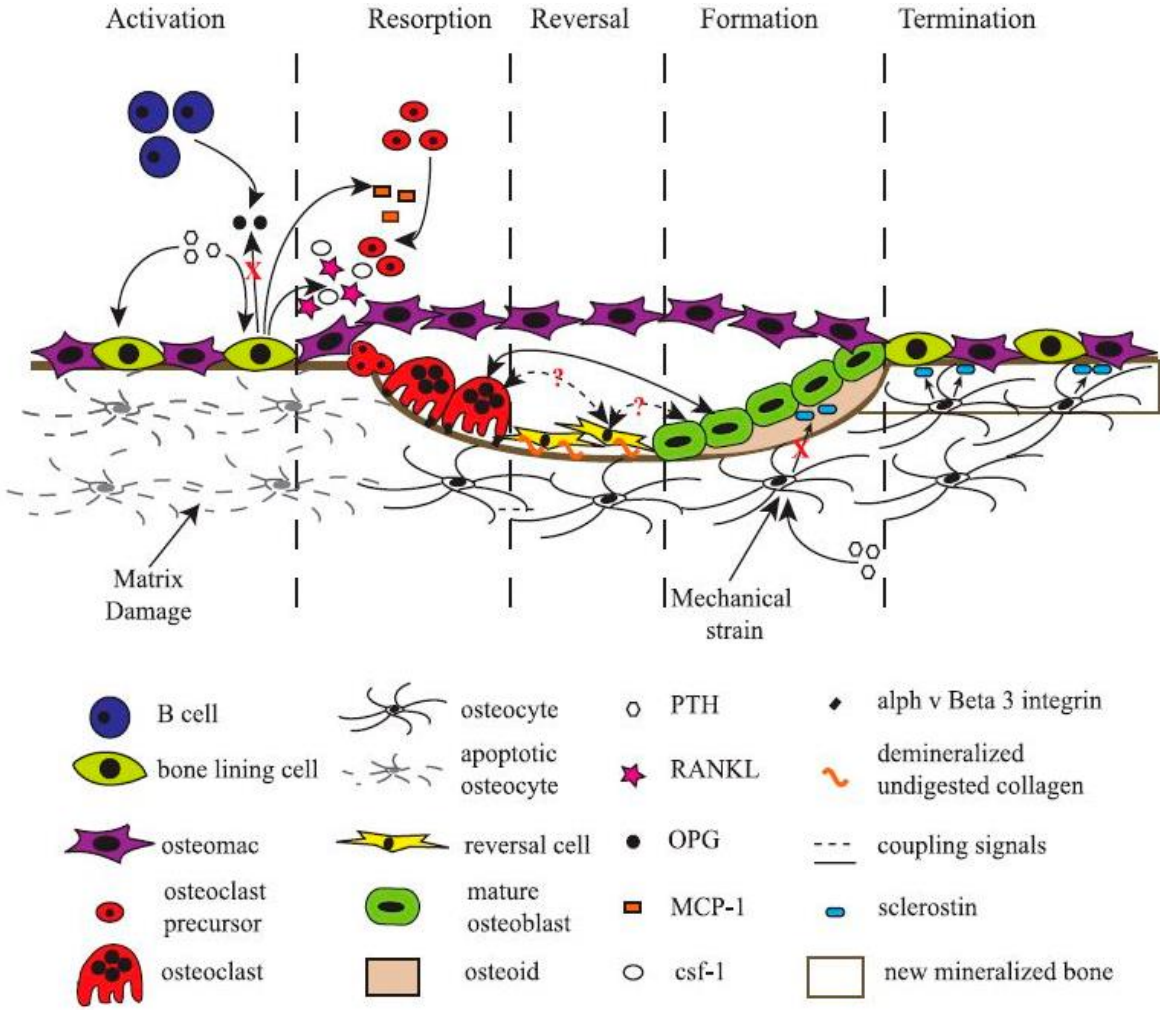 Activation
Resorption
Reversal
Formation
Termination
X
?
?
X
Matrix
Damage
Mechanical
strain
B cell
osteocyte
PTH
alph v Beta 3 integrin
bone lining cell
apoptotic
osteocyte
RANKL
demineralized
undigested collagen
osteomac
reversal cell
OPG
coupling signals
osteoclast
precursor
mature
osteoblast
MCP-1
sclerostin
osteoclast
osteoid
csf-1
new mineralized bone